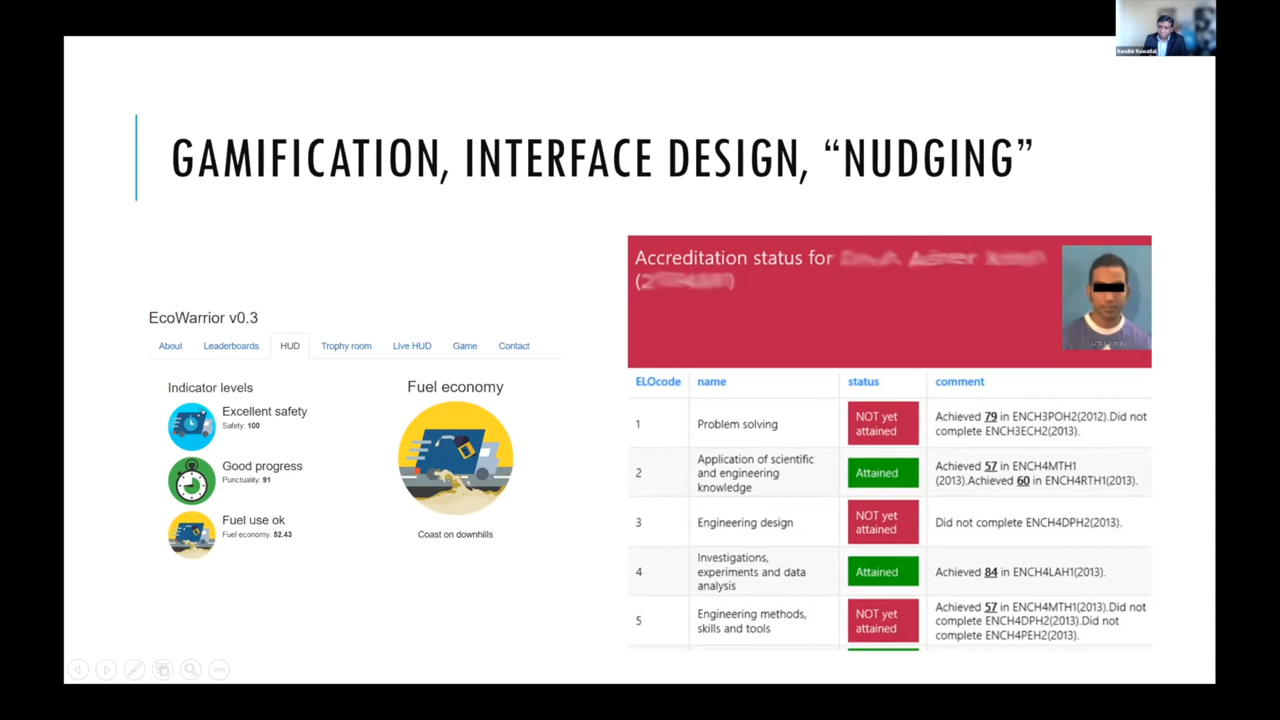 GAMIFICATION, INTERFACE DESIGN, “NUDGING”
EcoWarrior v0.3
About Leaderboards HUD Trophy room Live HUD Game Contact
Indicator levels
Excellent safety
Safety: 100
Good progress
Punctuality: 91
Fuel use ok
Fuel economy: 52.43
Fuel economy
Coast on downhills
Accreditation status for
ELOcode name status comment
1 Problem solving NOT yet attained Achieved 79 in ENCH3POH2(2012).Did not
complete ENCH3ECH2(2013).
2 Application of scientific
and engineering
knowledge
Attained
Achieved 57 in ENCH4MTH1
(2013).Achieved 60 in ENCH4RTH1(2013).
3 Engineering design NOT yet
attained
Did not complete ENCH4DPH2(2013).
4 Investigations,
experiments and data
analysis
Attained
Achieved 84 in ENCH4LAH1(2013).
5 Engineering methods,
skills and tools
NOT yet
attained
Achieved 57 in ENCH4MTH1(2013).Did not
complete ENCH4DPH2(2013).Did not
complete ENCH4PEH2(2013).